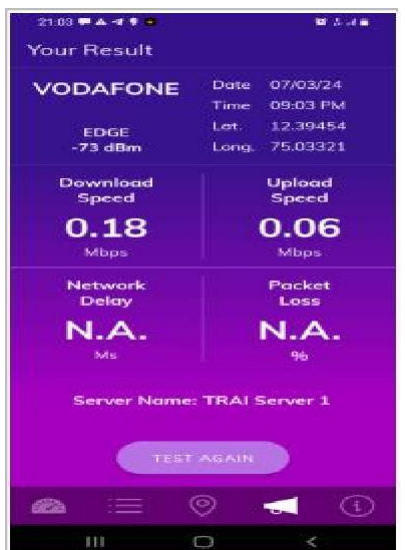 21:03
Your Result
VODAFONE
EDGE
-73 dBm
Date 07/03/24
Time 09:03 PM
Lat. 12.39454
Long. 75.03321
Download Speed
0.18
Mbps
Upload Speed
0.06
Mbps
Network Delay
N.A.
Ms
Packet Loss
N.A.
%
Server Name: TRAI Server 1
TEST AGAIN